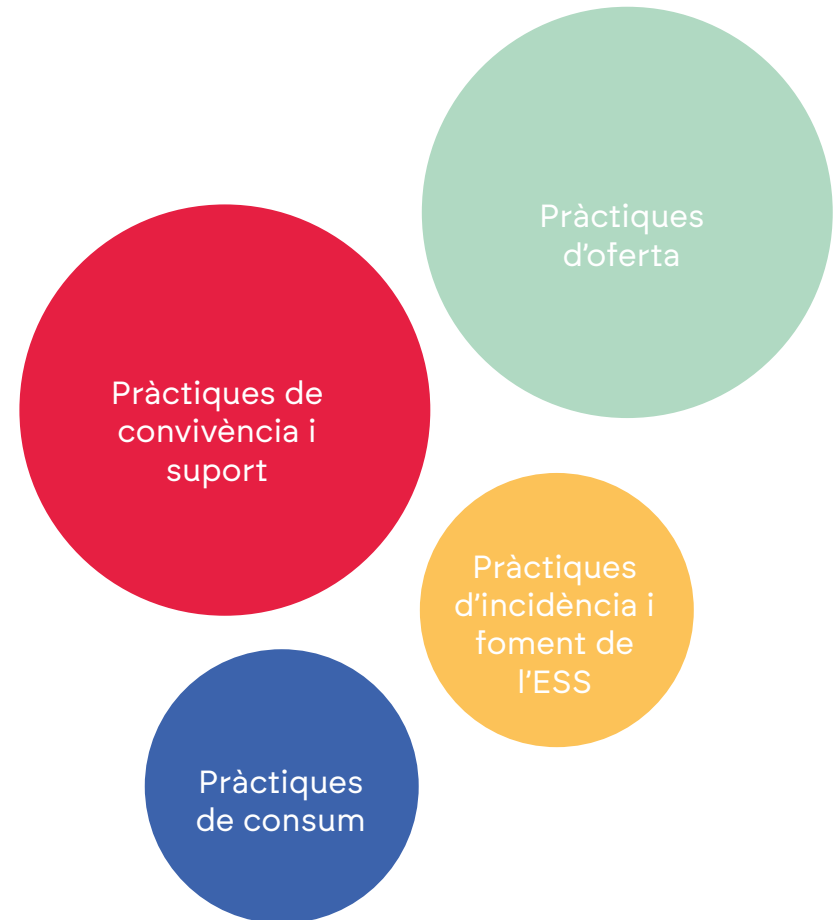 Pràctiques
d'oferta
Pràctiques de
convivència i
suport
Pràctiques
d'incidència i
foment de
l'ESS
Pràctiques
de consum